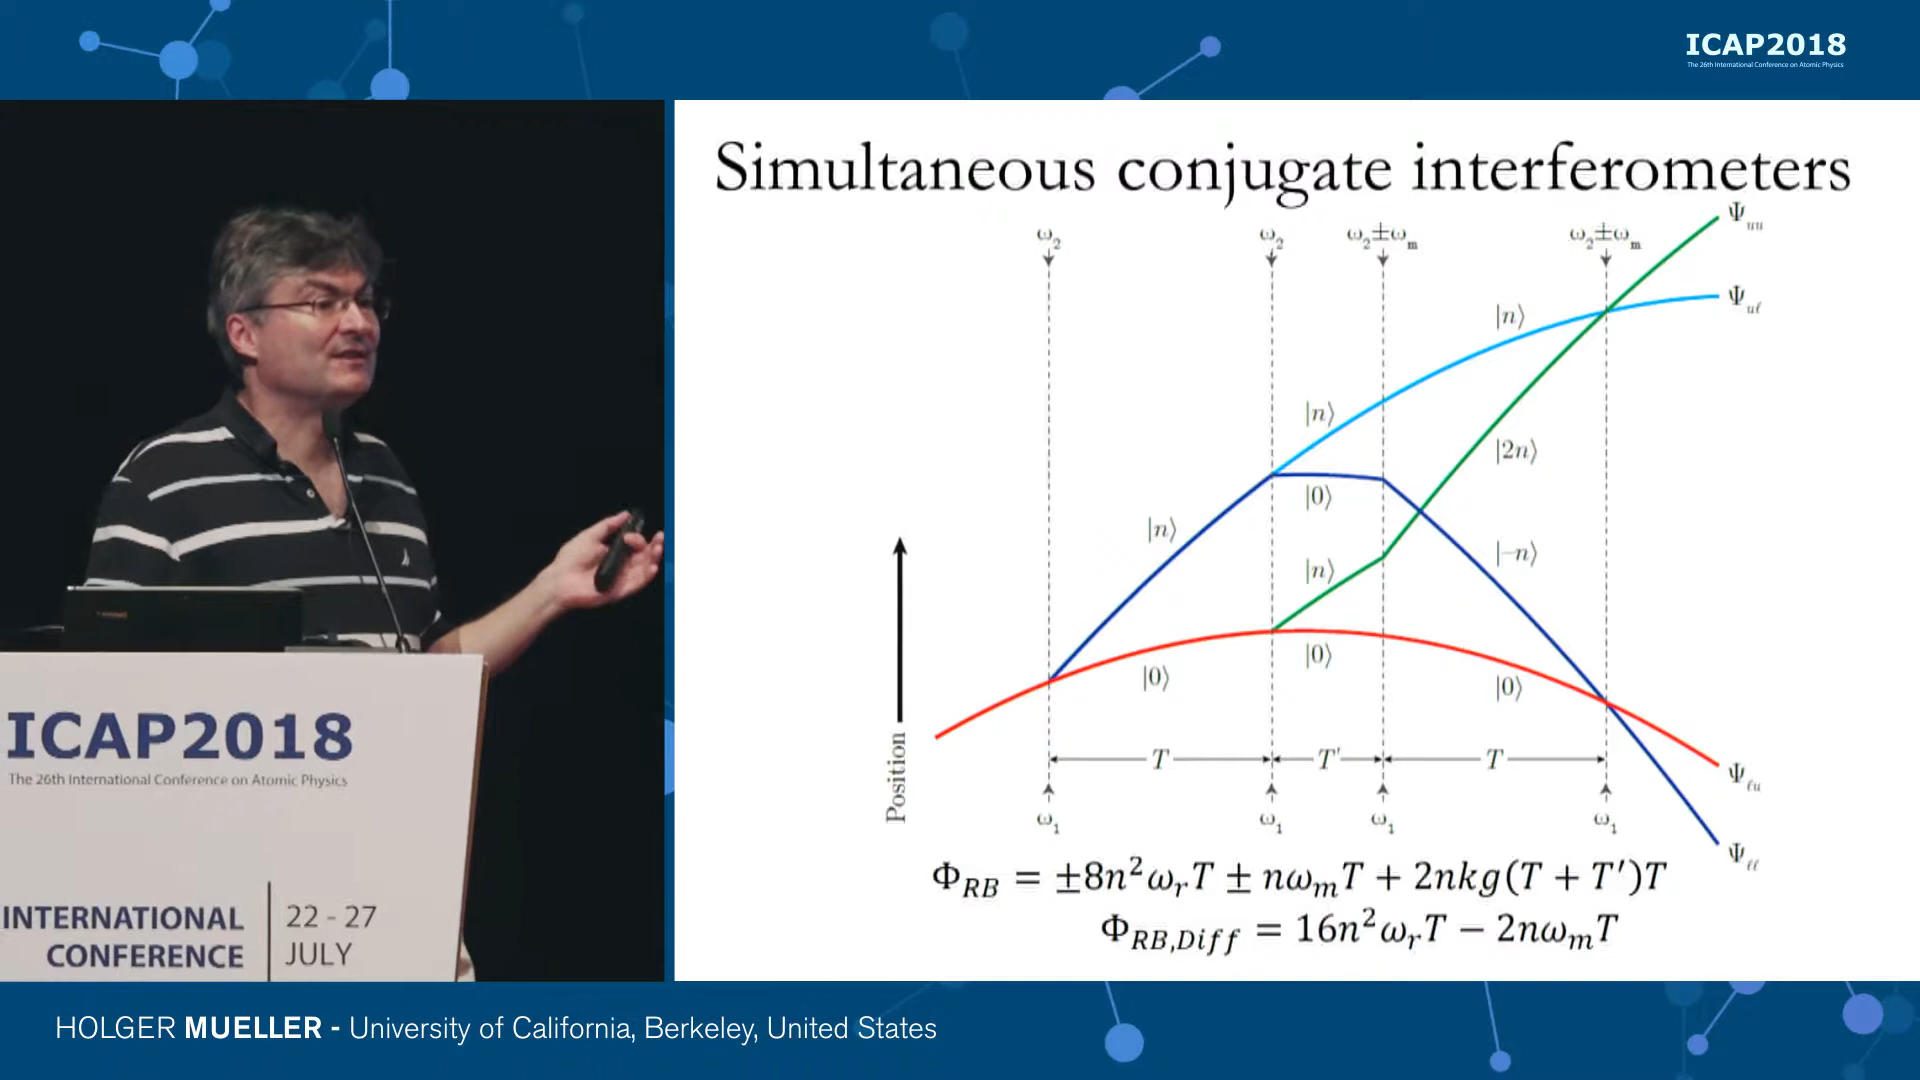 ICAP2018
The 26th International Conference on Atomic Physics
Simultaneous conjugate interferometers
ω₂
ω₂
ω₂±ωₘ
ω₂±ωₘ
Ψᵤᵤ
Ψᵤℓ
|n⟩
|n⟩
|2n⟩
|0⟩
|n⟩
|–n⟩
|n⟩
|0⟩
|0⟩
|0⟩
Position
T
T′
T
ω₁
ω₁
ω₁
ω₁
Ψℓᵤ
Ψℓℓ
Φ_RB = ±8n²ωᵣT ± nωₘT + 2nkg(T + T′)T
Φ_RB,Diff = 16n²ωᵣT − 2nωₘT
ICAP2018
The 26th International Conference on Atomic Physics
INTERNATIONAL
CONFERENCE
22 - 27
JULY
HOLGER MUELLER - University of California, Berkeley, United States